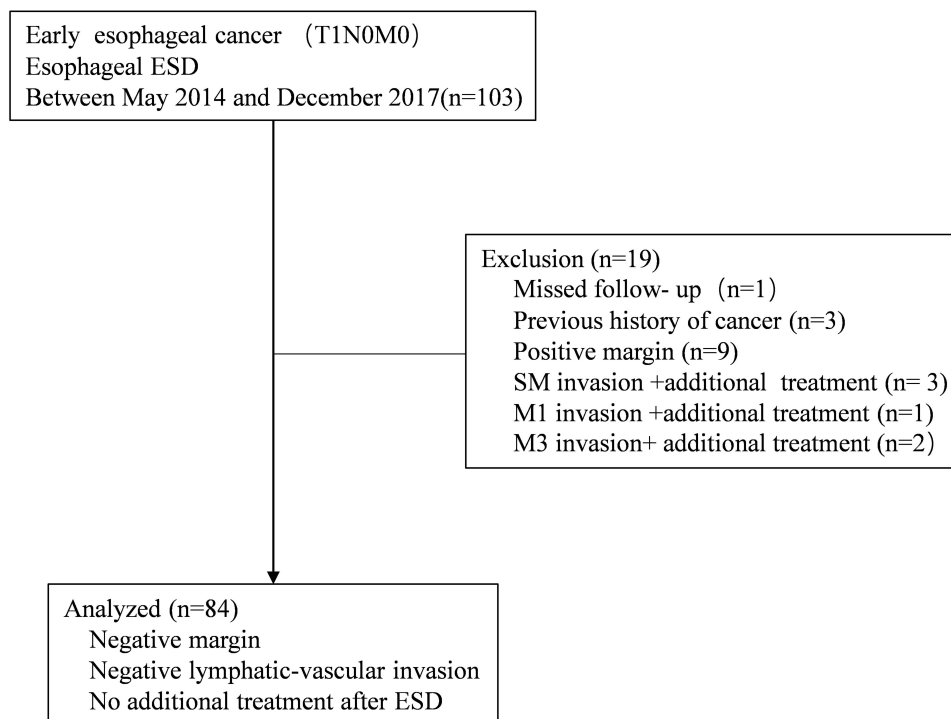 Early esophageal cancer （T1N0M0）
Esophageal ESD
Between May 2014 and December 2017(n=103)
Exclusion (n=19)
Missed follow- up（n=1）
Previous history of cancer (n=3)
Positive margin (n=9)
SM invasion +additional treatment (n= 3)
M1 invasion +additional treatment (n=1)
M3 invasion+ additional treatment (n=2）
Analyzed (n=84)
Negative margin
Negative lymphatic-vascular invasion
No additional treatment after ESD